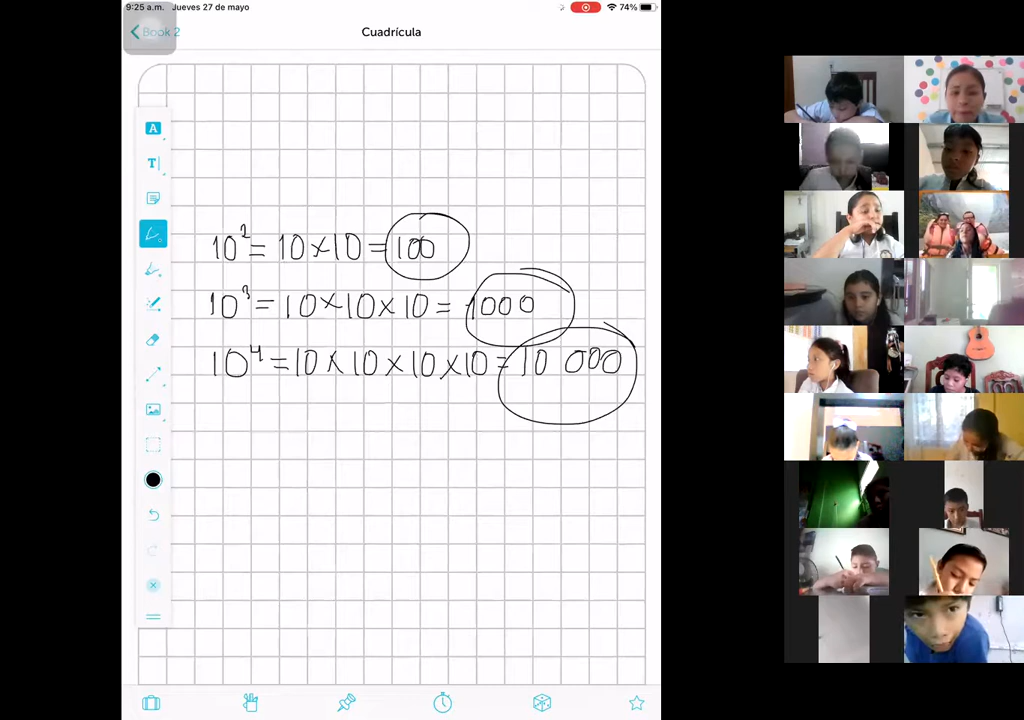 9:25 a.m. Jueves 27 de mayo
74%
Book 2
Cuadrícula
A
T
10² = 10 × 10 = 100
10³ = 10 × 10 × 10 = 1000
10⁴ = 10 × 10 × 10 × 10 = 10 000